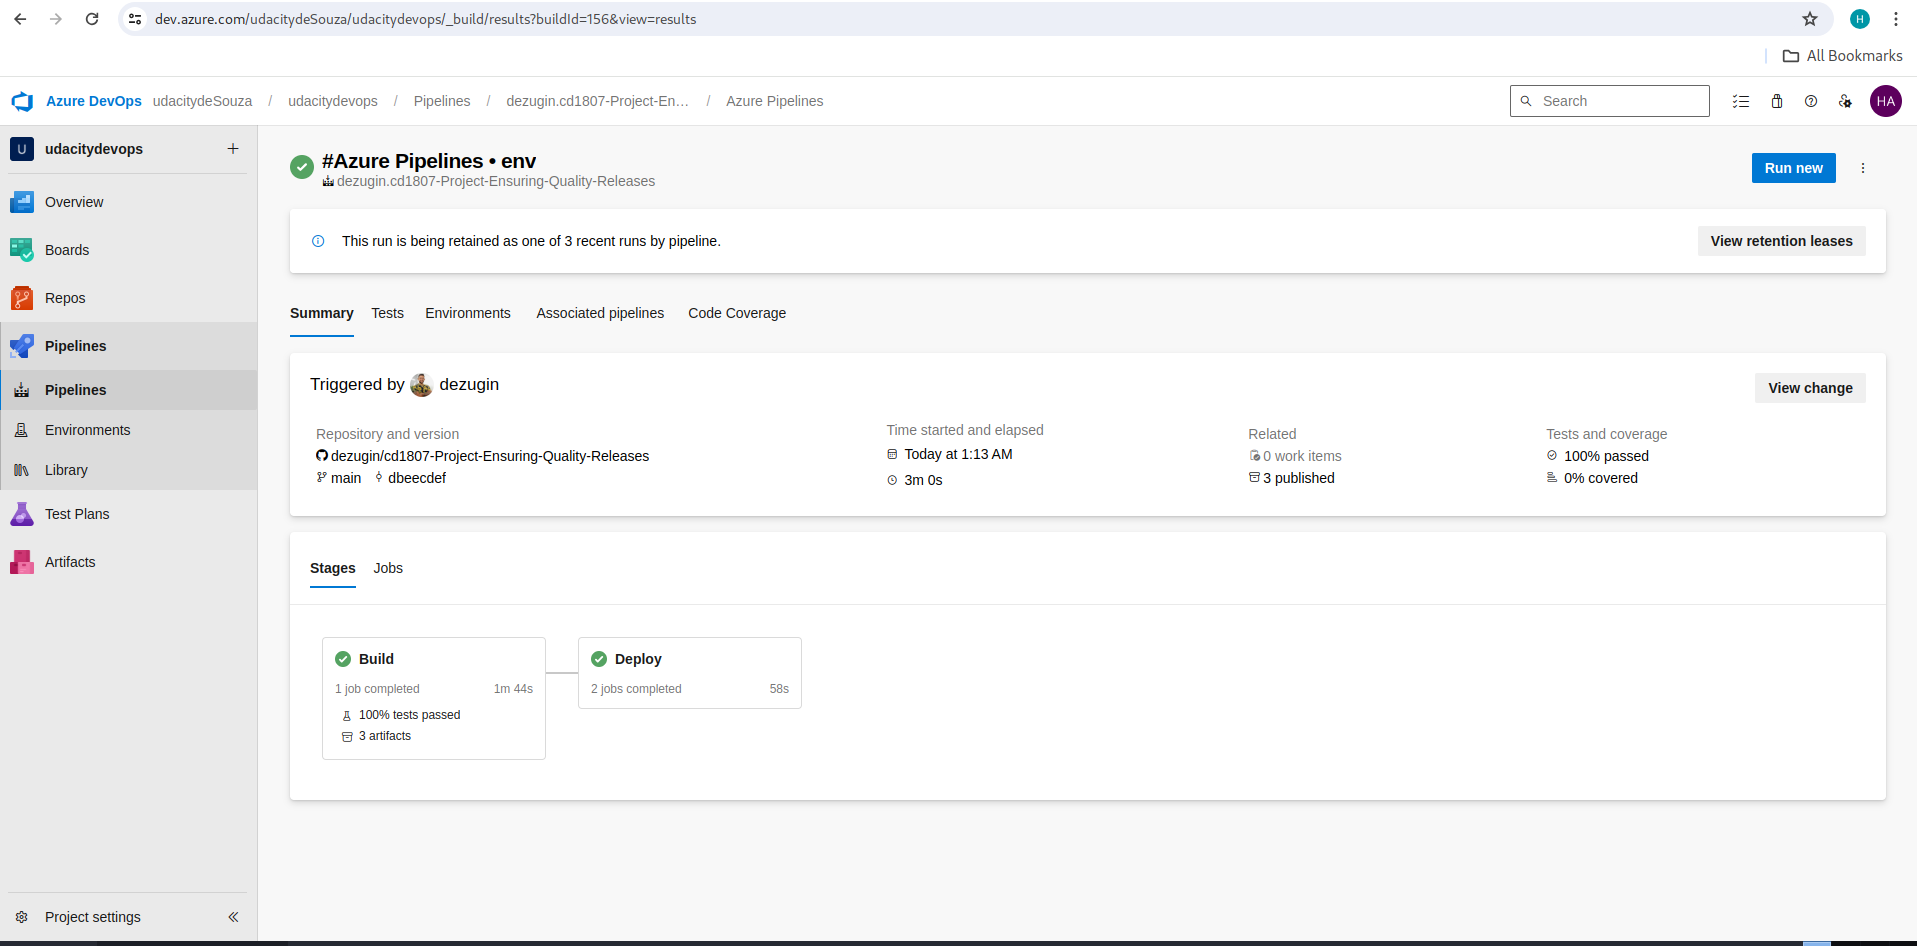 dev.azure.com/udacitydeSouza/udacitydevops/_build/results?buildId=156&view=results
H
All Bookmarks
Azure DevOps udacitydeSouza / udacitydevops / Pipelines / dezugin.cd1807-Project-En... / Azure Pipelines
Search
HA
U udacitydevops +
Overview
Boards
Repos
Pipelines
Pipelines
Environments
Library
Test Plans
Artifacts
Project settings
#Azure Pipelines • env
dezugin.cd1807-Project-Ensuring-Quality-Releases
Run new
This run is being retained as one of 3 recent runs by pipeline.
View retention leases
Summary Tests Environments Associated pipelines Code Coverage
Triggered by dezugin
View change
Repository and version
dezugin/cd1807-Project-Ensuring-Quality-Releases
main dbeecdef
Time started and elapsed
Today at 1:13 AM
3m 0s
Related
0 work items
3 published
Tests and coverage
100% passed
0% covered
Stages Jobs
Build
1 job completed 1m 44s
100% tests passed
3 artifacts
Deploy
2 jobs completed 58s